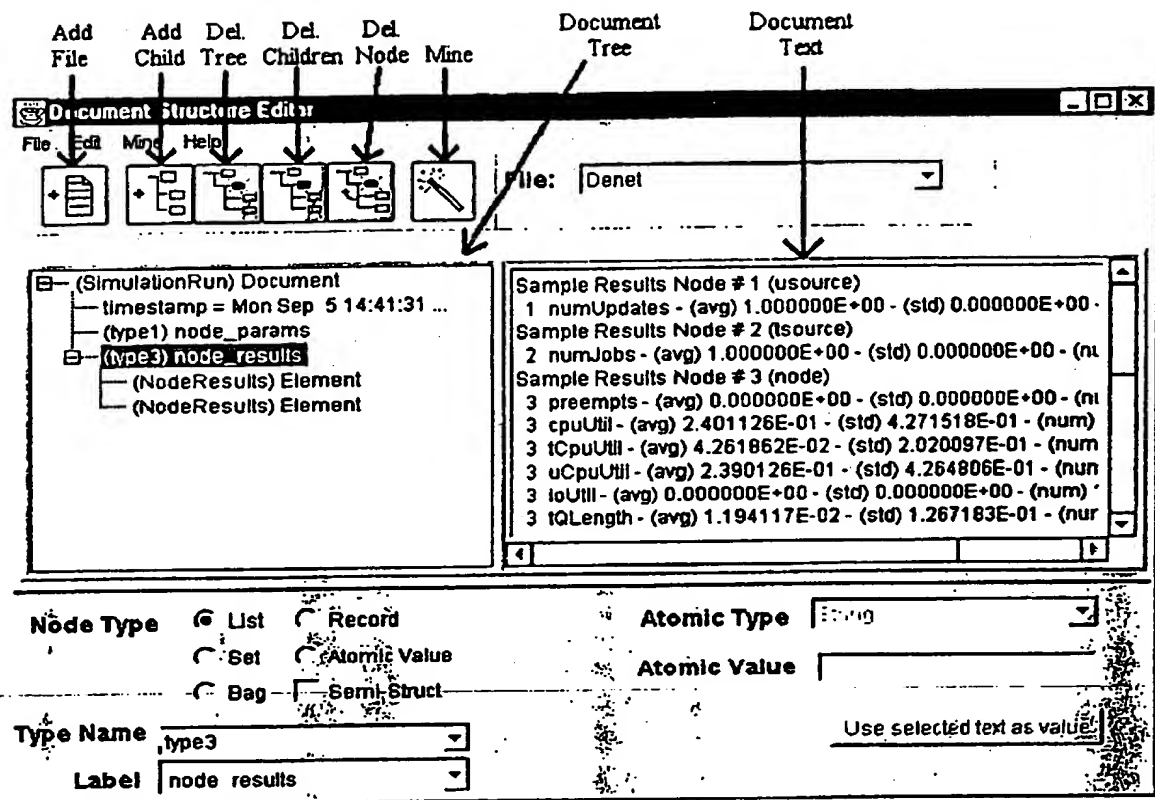 Add File
Add Child
Del. Tree
Del. Children
Del. Node
Mine
Document Tree
Document Text
Document Structure Editor
File Edit Mine Help
File: Denet
(SimulationRun) Document
timestamp = Mon Sep 5 14:41:31 ...
(type1) node_params
(type3) node_results
(NodeResults) Element
(NodeResults) Element
Sample Results Node # 1 (usource)
1 numUpdates - (avg) 1.000000E+00 - (std) 0.000000E+00 -
Sample Results Node # 2 (tsource)
2 numJobs - (avg) 1.000000E+00 - (std) 0.000000E+00 - (nu
Sample Results Node # 3 (node)
3 preempts - (avg) 0.000000E+00 - (std) 0.000000E+00 - (nu
3 cpuUtil - (avg) 2.401126E-01 - (std) 4.271518E-01 - (num)
3 tCpuUtil - (avg) 4.261862E-02 - (std) 2.020097E-01 - (num
3 uCpuUtil - (avg) 2.390126E-01 - (std) 4.264806E-01 - (nun
3 ioUtil - (avg) 0.000000E+00 - (std) 0.000000E+00 - (num)
3 tQLength - (avg) 1.194117E-02 - (std) 1.267183E-01 - (nur
Node Type List Record
Set Atomic Value
Bag Semi-Struct
Atomic Type String
Atomic Value
Use selected text as value
Type Name type3
Label node_results